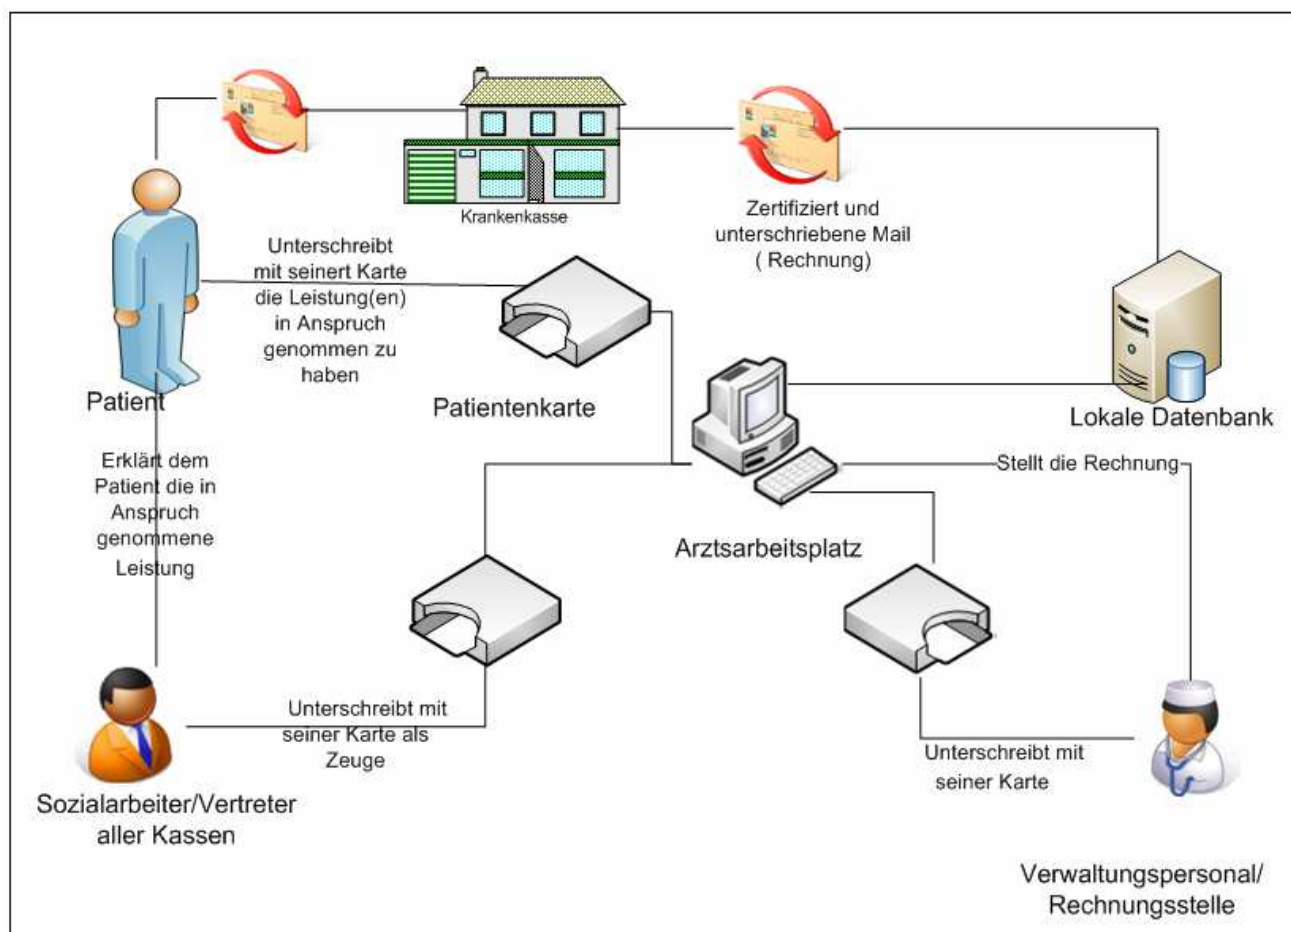 Krankenkasse
Zertifiziert und
unterschriebene Mail
( Rechnung)
Unterschreibt
mit seinert Karte
die Leistung(en)
in Anspruch
genommen zu
haben
Patient
Patientenkarte
Lokale Datenbank
Erklärt dem
Patient die in
Anspruch
genommene
Leistung
Stellt die Rechnung
Arztsarbeitsplatz
Unterschreibt mit
seiner Karte als
Zeuge
Unterschreibt mit
seiner Karte
Sozialarbeiter/Vertreter
aller Kassen
Verwaltungspersonal/
Rechnungsstelle